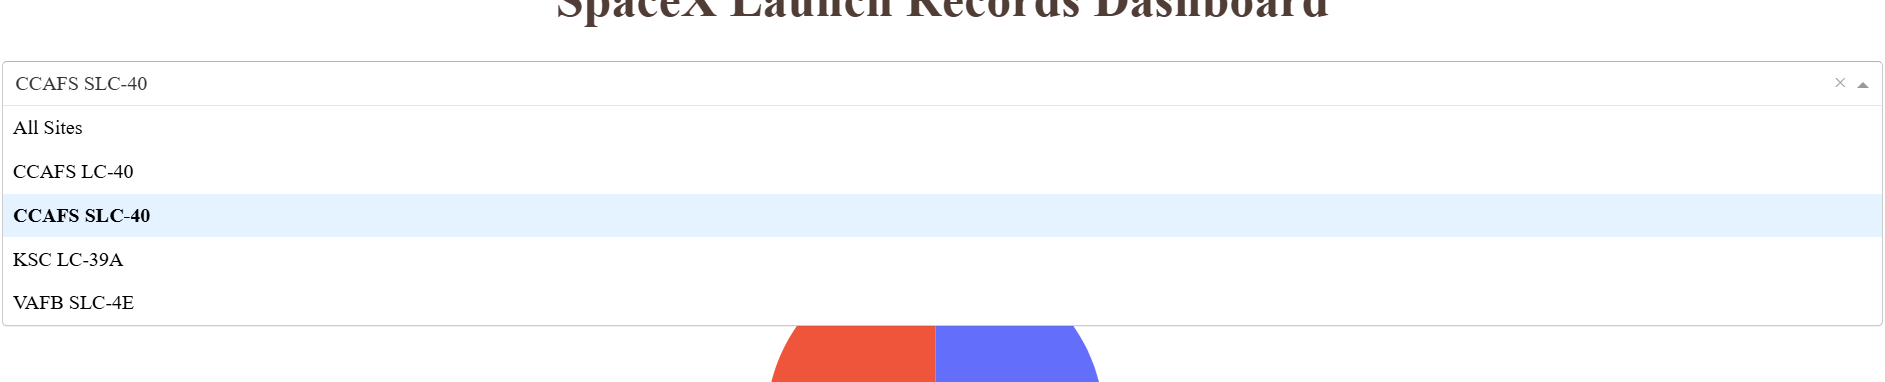 SpaceX Launch Records Dashboard
CCAFS SLC-40
All Sites
CCAFS LC-40
CCAFS SLC-40
KSC LC-39A
VAFB SLC-4E